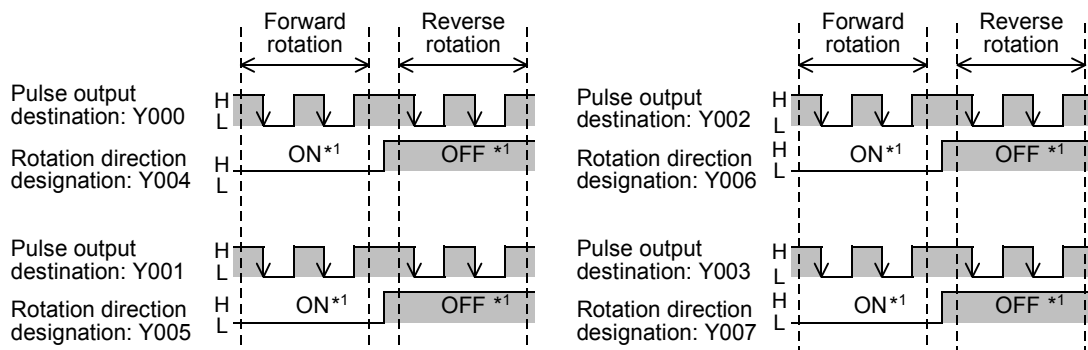 Forward rotation
Reverse rotation
Forward rotation
Reverse rotation
Pulse output
destination: Y000
H
L
Rotation direction
designation: Y004
H
L
ON*1
OFF *1
Pulse output
destination: Y002
H
L
Rotation direction
designation: Y006
H
L
ON*1
OFF *1
Pulse output
destination: Y001
H
L
Rotation direction
designation: Y005
H
L
ON*1
OFF *1
Pulse output
destination: Y003
H
L
Rotation direction
designation: Y007
H
L
ON*1
OFF *1